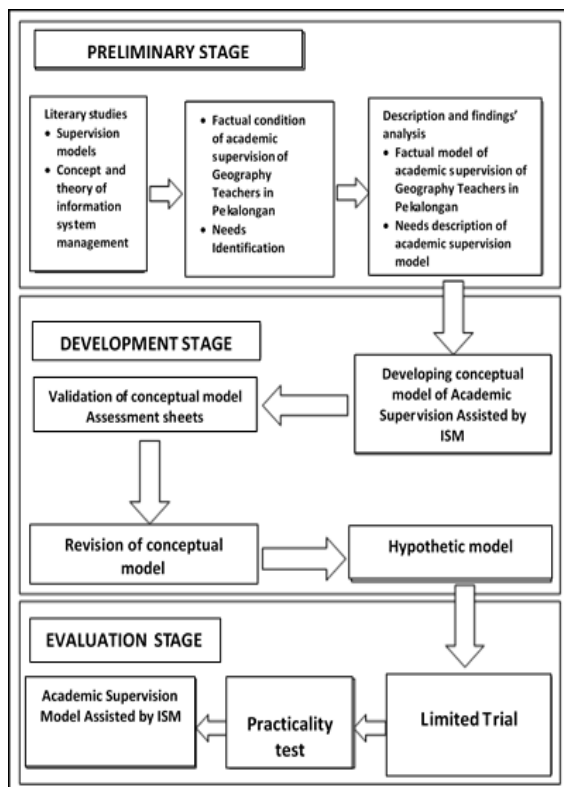 PRELIMINARY STAGE
Literary studies
• Supervision
models
• Concept and
theory of
information
system
management
• Factual condition
of academic
supervision of
Geography
Teachers in
Pekalongan
• Needs
Identification
Description and findings'
analysis
• Factual model of
academic supervision of
Geography Teachers in
Pekalongan
• Needs description of
academic supervision
model
DEVELOPMENT STAGE
Developing conceptual
model of Academic
Supervision Assisted by
ISM
Validation of conceptual model
Assessment sheets
Revision of conceptual
model
Hypothetic model
EVALUATION STAGE
Limited Trial
Practicality
test
Academic Supervision
Model Assisted by ISM